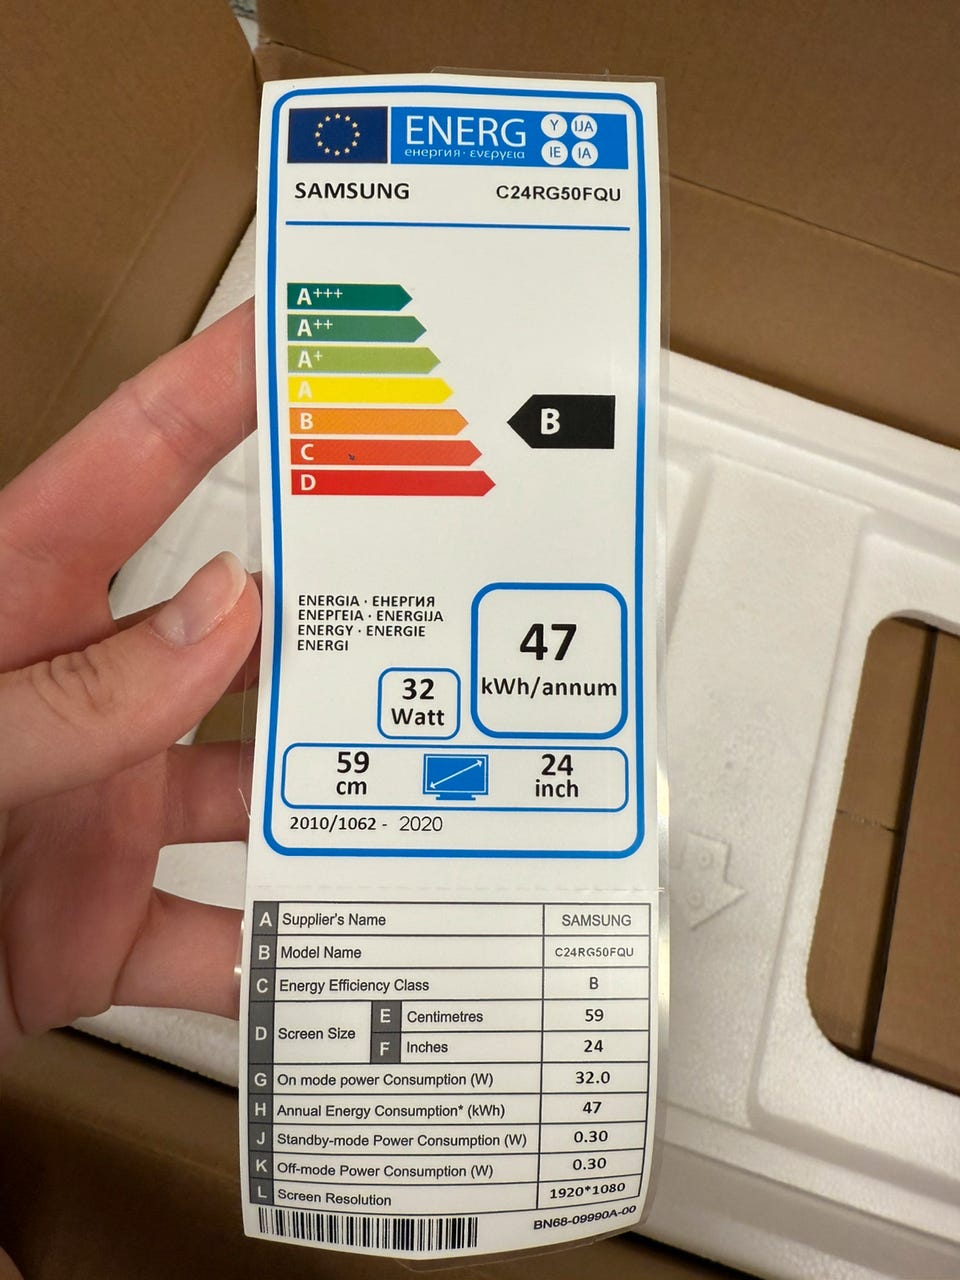 ENERG Y IJA
енергия · ενεργεια IE IA
SAMSUNG C24RG50FQU
A+++
A++
A+
A
B B
C
D
ENERGIA · ЕНЕРГИЯ
ΕΝΕΡΓΕΙΑ · ENERGIJA
ENERGY · ENERGIE
ENERGI
47
kWh/annum
32
Watt
59
cm
24
inch
2010/1062 - 2020
A Supplier's Name SAMSUNG
B Model Name C24RG50FQU
C Energy Efficiency Class B
D Screen Size E Centimetres 59
F Inches 24
G On mode power Consumption (W) 32.0
H Annual Energy Consumption* (kWh) 47
J Standby-mode Power Consumption (W) 0.30
K Off-mode Power Consumption (W) 0.30
L Screen Resolution 1920*1080
BN68-09990A-00